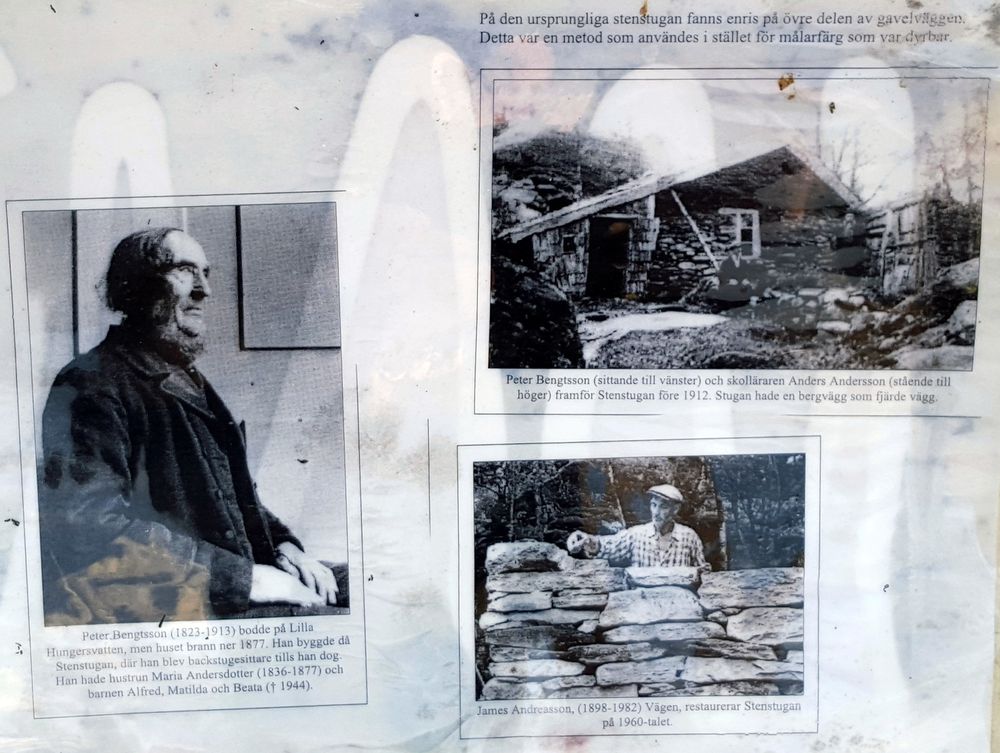 På den ursprungliga stenstugan fanns enris på övre delen av gavelväggen.
Detta var en metod som användes i stället för målarfärg som var dyrbar.
Peter Bengtsson (sittande till vänster) och skolläraren Anders Andersson (stående till
höger) framför Stenstugan före 1912. Stugan hade en bergvägg som fjärde vägg.
Peter Bengtsson (1823-1913) bodde på Lilla
Hungersvatten, men huset brann ner 1877. Han byggde då
Stenstugan, där han blev backstugesittare tills han dog.
Han hade hustrun Maria Andersdotter (1836-1877) och
barnen Alfred, Matilda och Beata († 1944).
James Andreasson, (1898-1982) Vägen, restaurerar Stenstugan
på 1960-talet.